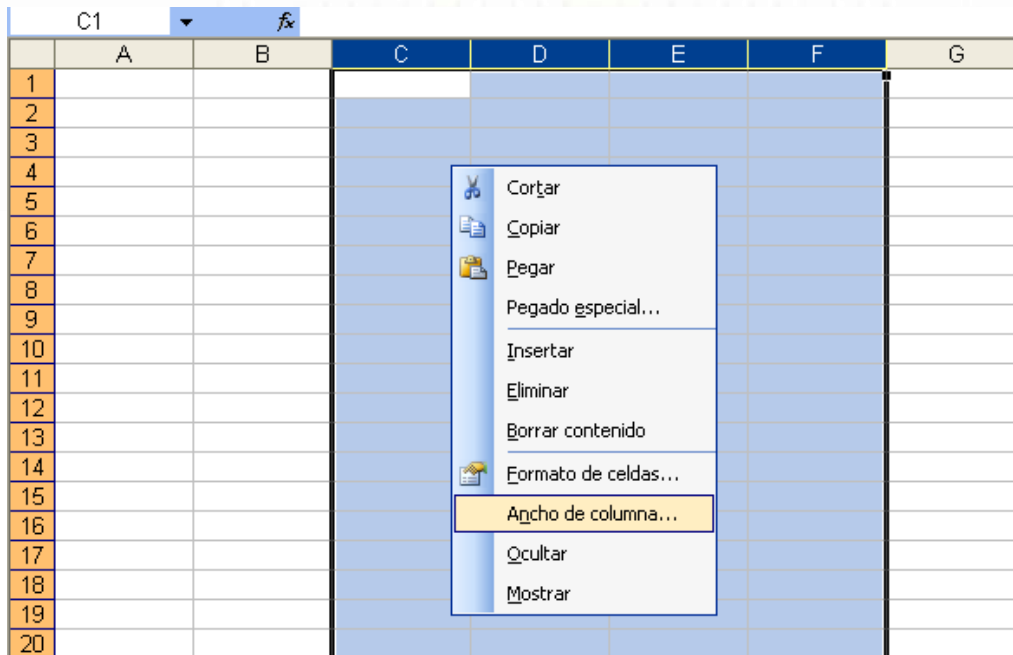 C1 fx
A B C D E F G
1
2
3
4
5
6
7
8
9
10
11
12
13
14
15
16
17
18
19
20
Cortar
Copiar
Pegar
Pegado especial...
Insertar
Eliminar
Borrar contenido
Formato de celdas...
Ancho de columna...
Ocultar
Mostrar